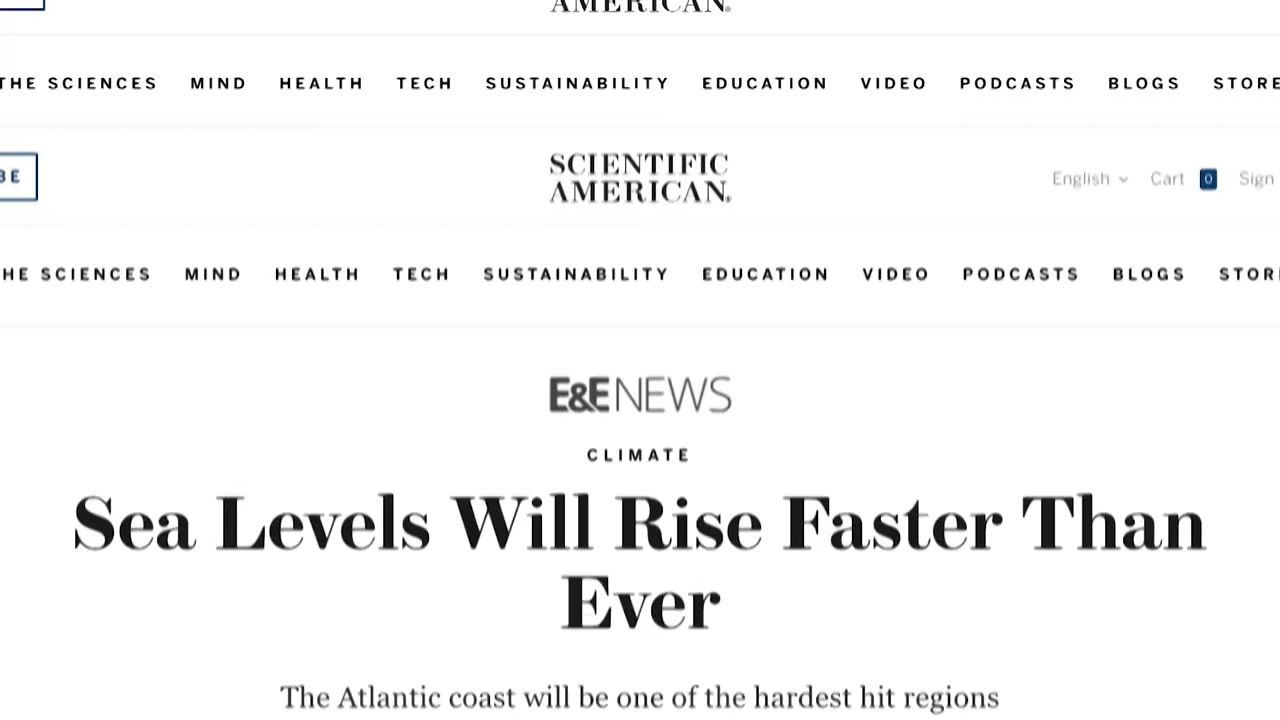 AMERICAN®
THE SCIENCES MIND HEALTH TECH SUSTAINABILITY EDUCATION VIDEO PODCASTS BLOGS STORE
BE SCIENTIFIC English Cart 0 Sign
AMERICAN®
HE SCIENCES MIND HEALTH TECH SUSTAINABILITY EDUCATION VIDEO PODCASTS BLOGS STOR
E&E NEWS
CLIMATE
Sea Levels Will Rise Faster Than
Ever
The Atlantic coast will be one of the hardest hit regions